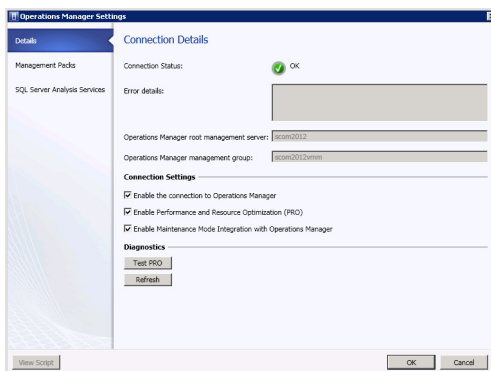 Operations Manager Settings
Details
Management Packs
SQL Server Analysis Services
Connection Details
Connection Status: OK
Error details:
Operations Manager root management server: scom2012
Operations Manager management group: scom2012vmm
Connection Settings
Enable the connection to Operations Manager
Enable Performance and Resource Optimization (PRO)
Enable Maintenance Mode Integration with Operations Manager
Diagnostics
Test PRO
Refresh
View Script
OK
Cancel